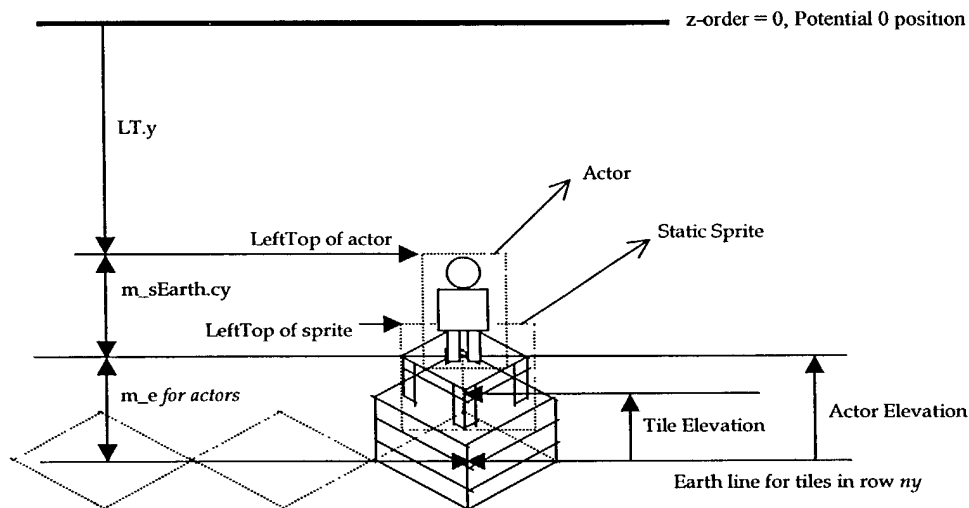 z-order = 0, Potential 0 position
LT.y
Actor
Static Sprite
LeftTop of actor
m_sEarth.cy
LeftTop of sprite
m_e for actors
Tile Elevation
Actor Elevation
Earth line for tiles in row ny